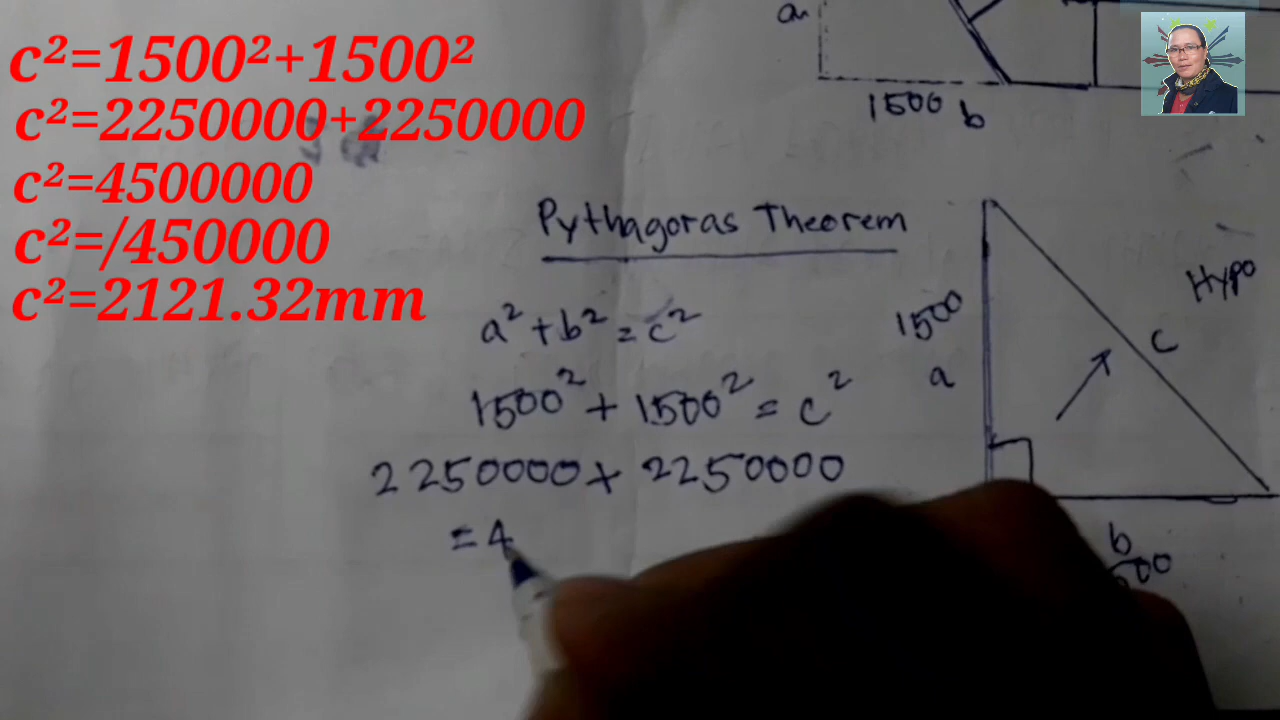 c²=1500²+1500²
c²=2250000+2250000
c²=4500000
c²=/450000
c²=2121.32mm
a
1500 b
Pythagoras Theorem
a² + b² = c²
1500² + 1500² = c²
2250000 + 2250000
= 4
Hypo
1500
a
c
b